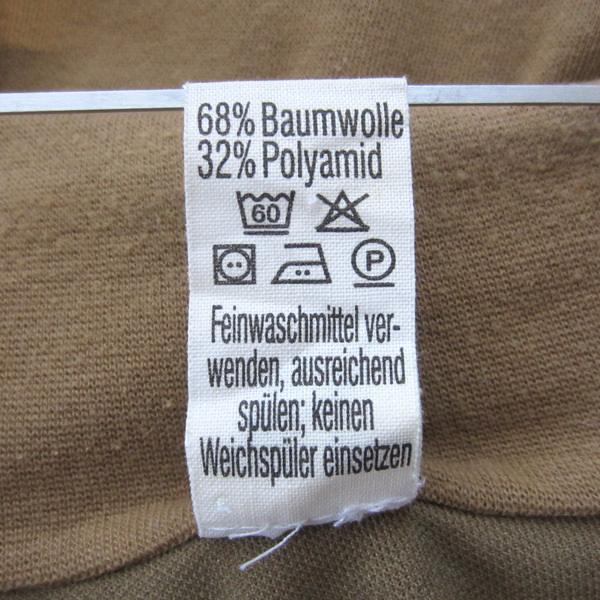 68% Baumwolle
32% Polyamid
60
P
Feinwaschmittel ver-
wenden, ausreichend
spülen; keinen
Weichspüler einsetzen